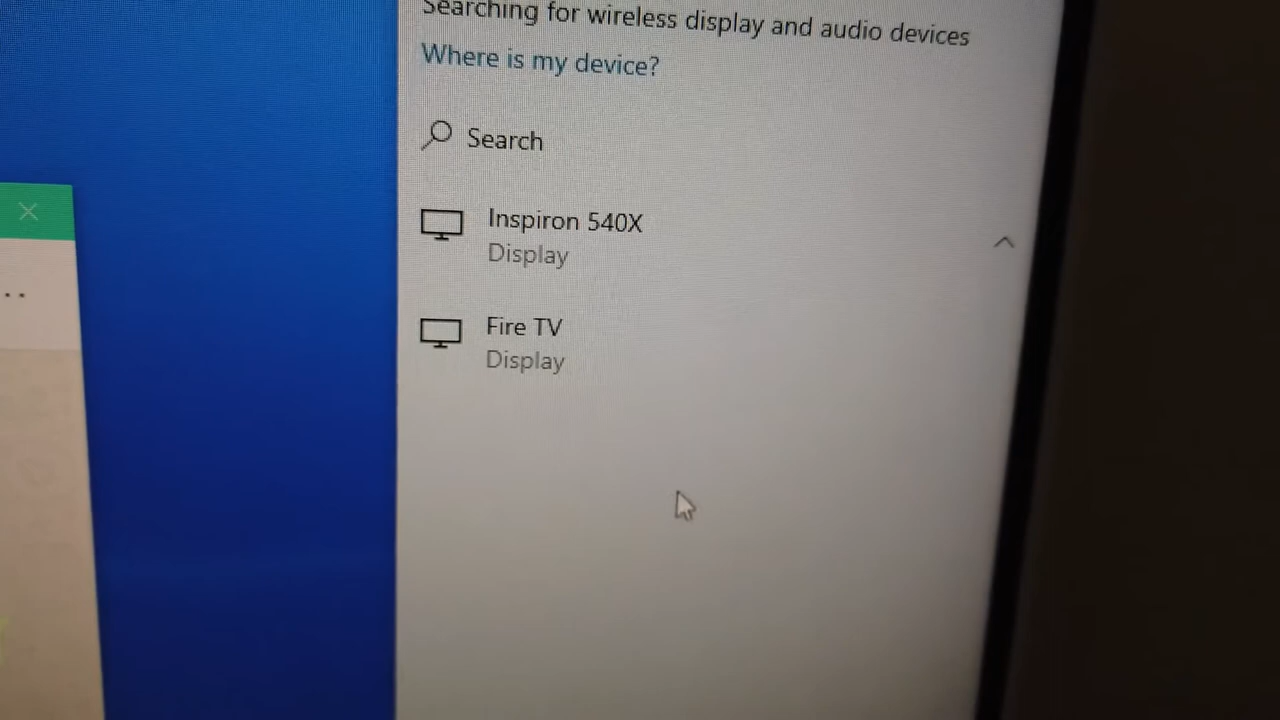 Searching for wireless display and audio devices
Where is my device?
Search
Inspiron 540X
Display
Fire TV
Display